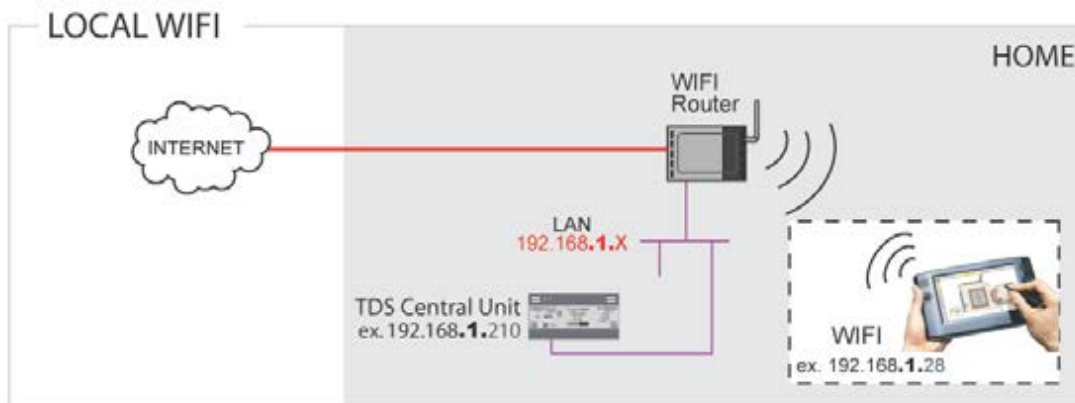 LOCAL WIFI
HOME
WIFI
Router
INTERNET
LAN
192.168.1.X
TDS Central Unit
ex. 192.168.1.210
WIFI
ex. 192.168.1.28